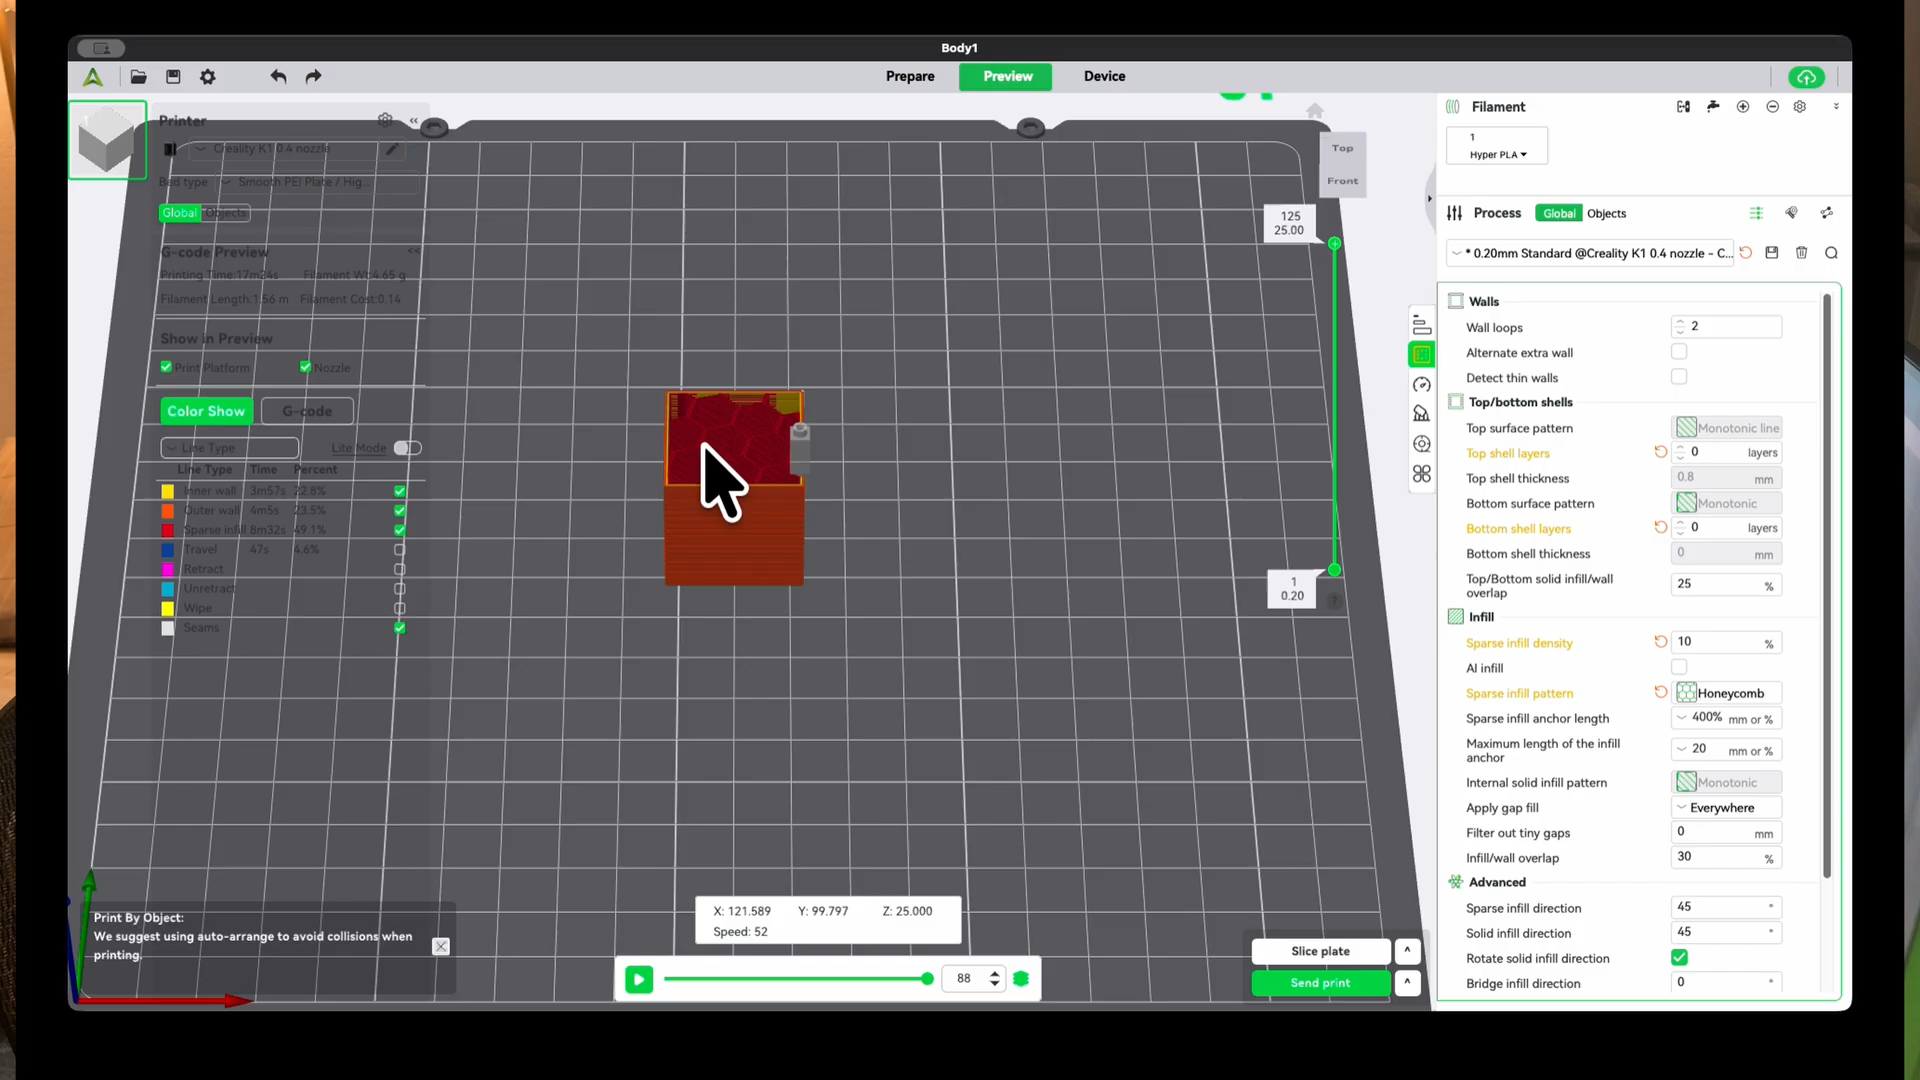 Body1
Prepare
Preview
Device
Printer
Creality K1 0.4 nozzle
Bed type
Smooth PEI Plate / Hig...
Global
Objects
G-code Preview
Printing Time:17m24s
Filament Wt:4.65 g
Filament Length:1.56 m
Filament Cost:0.14
Show in Preview
Print Platform
Nozzle
Color Show
G-code
Line Type
Lite Mode
Line Type Time Percent
Inner wall 3m57s 22.8%
Outer wall 4m5s 23.5%
Sparse infill 8m32s 49.1%
Travel 47s 4.6%
Retract
Unretract
Wipe
Seams
Print By Object:
We suggest using auto-arrange to avoid collisions when
printing.
Top
Front
125
25.00
1
0.20
X: 121.589 Y: 99.797 Z: 25.000
Speed: 52
88
Slice plate
Send print
Filament
1
Hyper PLA
Process
Global
Objects
* 0.20mm Standard @Creality K1 0.4 nozzle - C...
Walls
Wall loops 2
Alternate extra wall
Detect thin walls
Top/bottom shells
Top surface pattern Monotonic line
Top shell layers 0 layers
Top shell thickness 0.8 mm
Bottom surface pattern Monotonic
Bottom shell layers 0 layers
Bottom shell thickness 0 mm
Top/Bottom solid infill/wall
overlap 25 %
Infill
Sparse infill density 10 %
AI infill
Sparse infill pattern Honeycomb
Sparse infill anchor length 400% mm or %
Maximum length of the infill
anchor 20 mm or %
Internal solid infill pattern Monotonic
Apply gap fill Everywhere
Filter out tiny gaps 0 mm
Infill/wall overlap 30 %
Advanced
Sparse infill direction 45 °
Solid infill direction 45 °
Rotate solid infill direction
Bridge infill direction 0 °